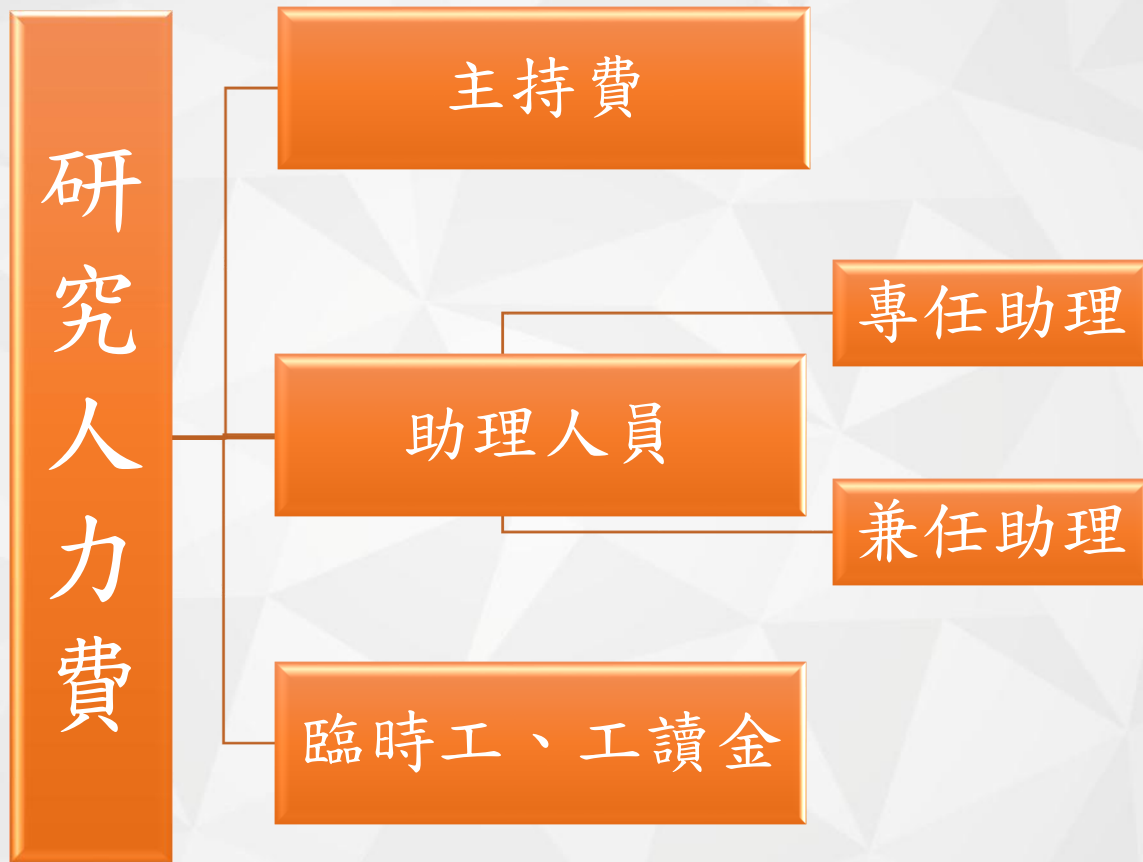 研究人力費
主持費
助理人員
專任助理
兼任助理
臨時工、工讀金